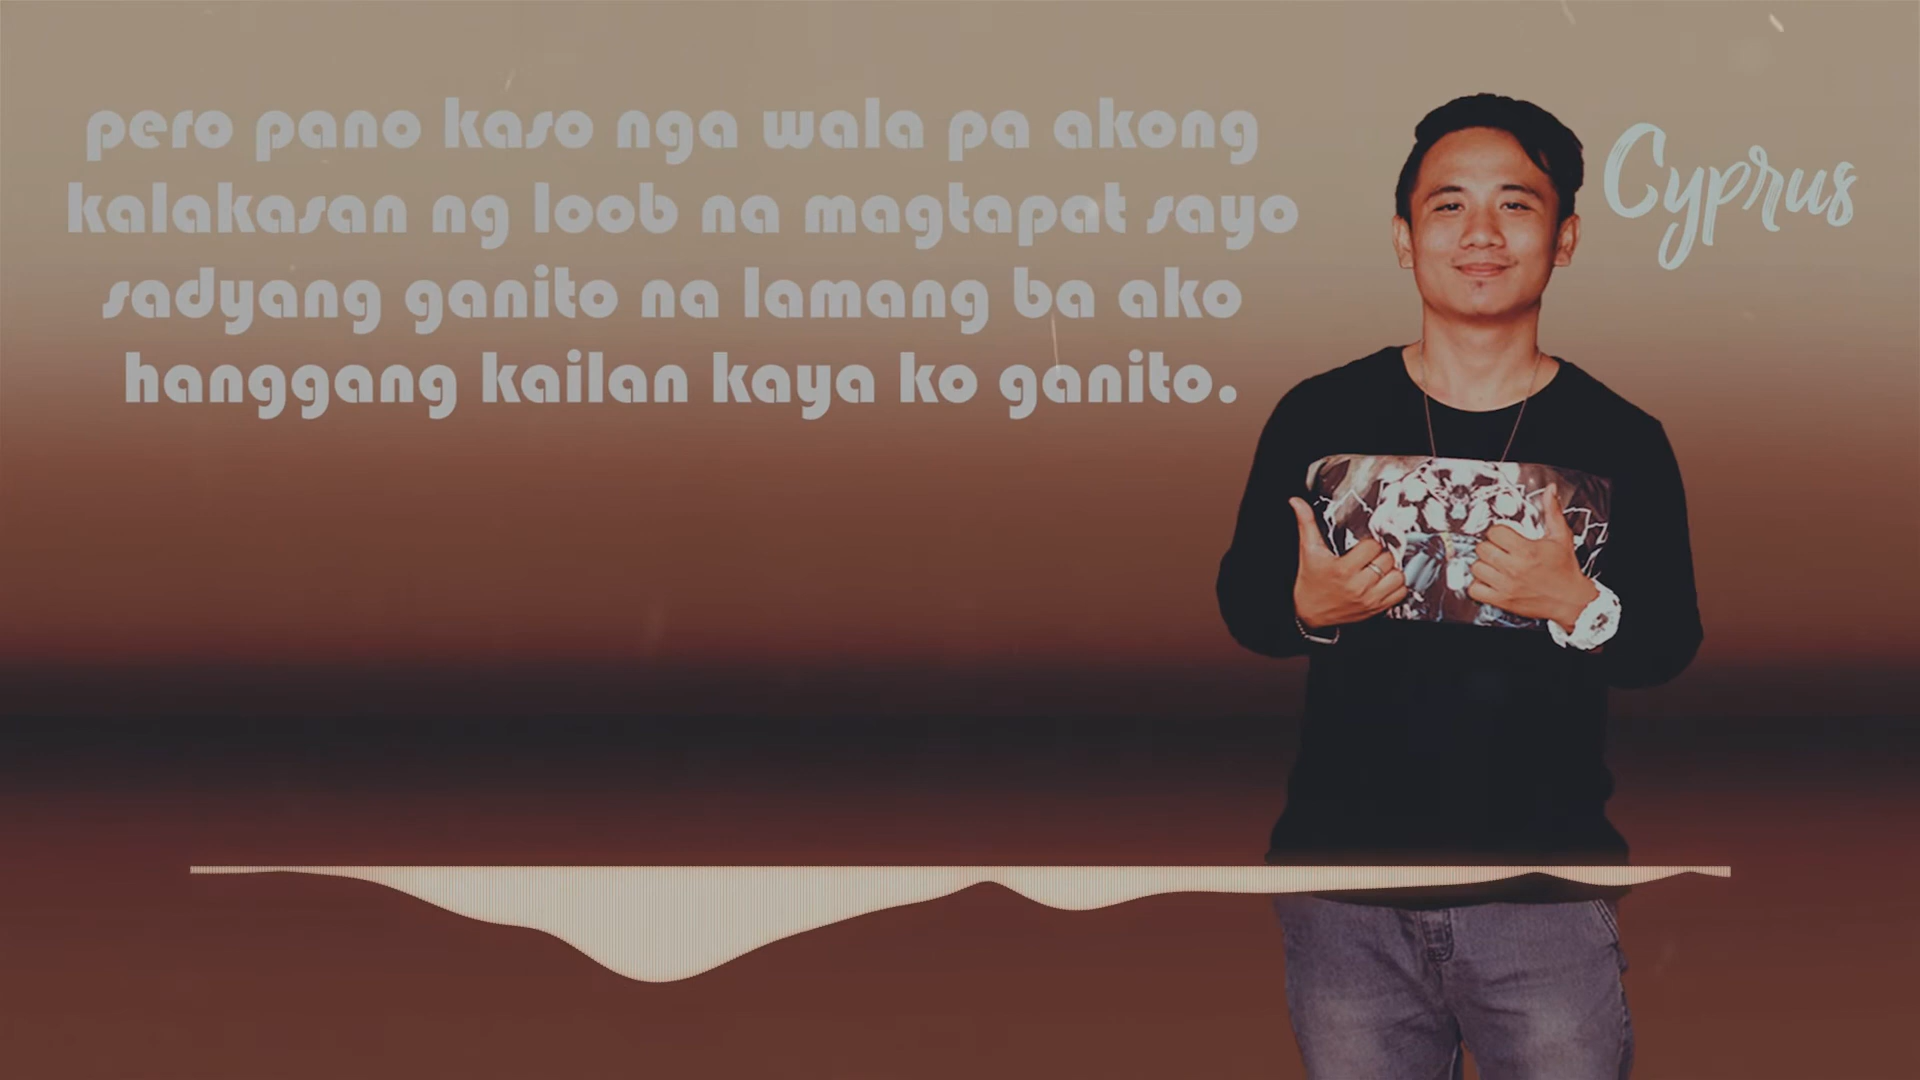 pero pano kaso nga wala pa akong
kalakasan ng loob na magtapat sayo
sadyang ganito na lamang ba ako
hanggang kailan kaya ko ganito.
Cyprus